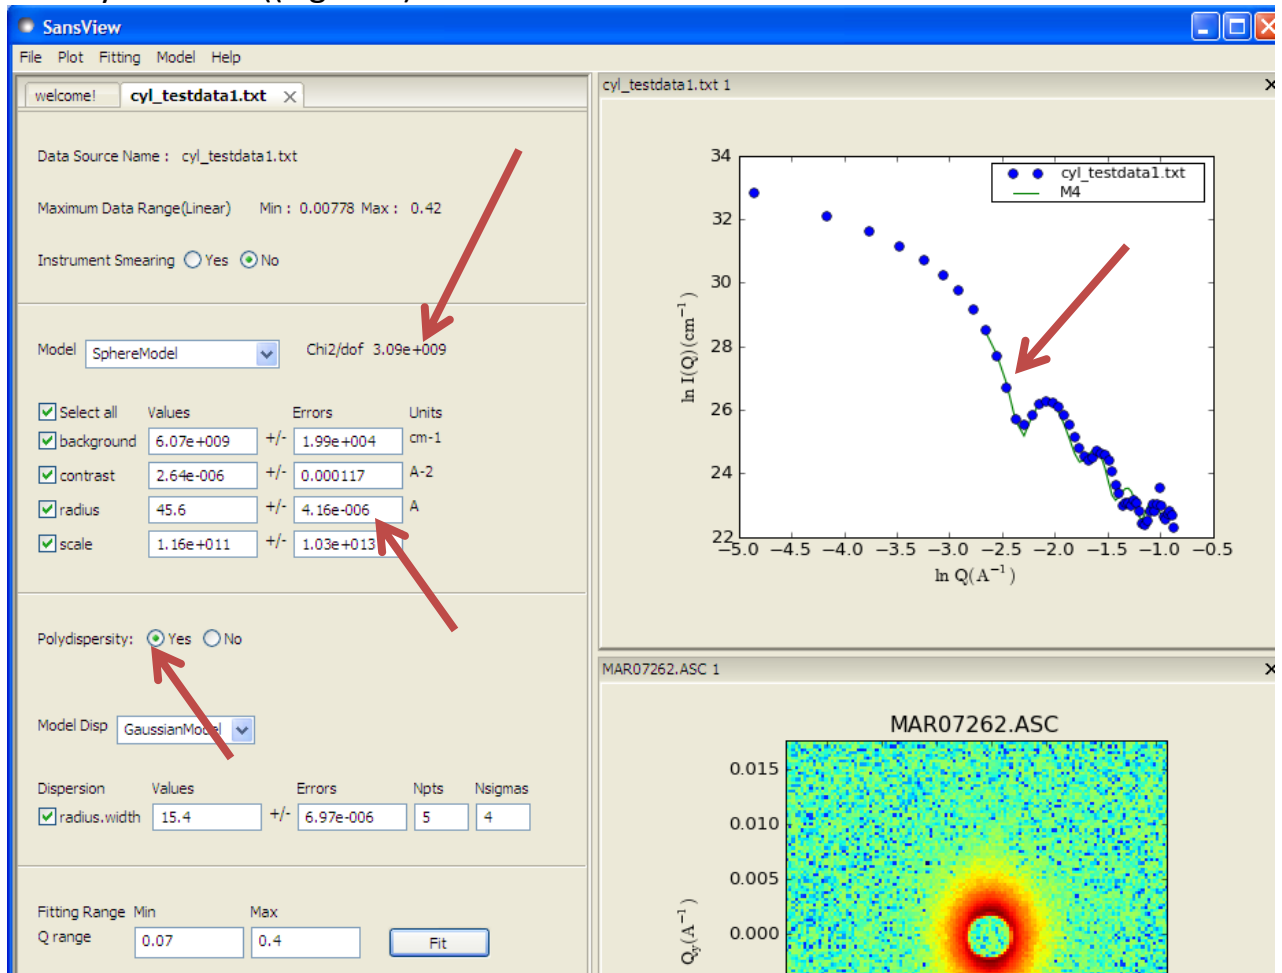 SansView
File Plot Fitting Model Help
welcome! cyl_testdata1.txt
Data Source Name : cyl_testdata1.txt
Maximum Data Range(Linear) Min : 0.00778 Max : 0.42
Instrument Smearing Yes No
Model SphereModel Chi2/dof 3.09e+009
Select all Values Errors Units
background 6.07e+009 +/- 1.99e+004 cm-1
contrast 2.64e-006 +/- 0.000117 A-2
radius 45.6 +/- 4.16e-006 A
scale 1.16e+011 +/- 1.03e+013
Polydispersity: Yes No
Model Disp GaussianModel
Dispersion Values Errors Npts Nsigmas
radius.width 15.4 +/- 6.97e-006 5 4
Fitting Range Min Max
Q range 0.07 0.4 Fit
cyl_testdata1.txt 1
34
32
30
28
26
24
22
ln I(Q)(cm⁻¹)
cyl_testdata1.txt
M4
−5.0 −4.5 −4.0 −3.5 −3.0 −2.5 −2.0 −1.5 −1.0 −0.5
ln Q(A⁻¹)
MAR07262.ASC 1
MAR07262.ASC
0.015
0.010
0.005
0.000
Qy(A⁻¹)